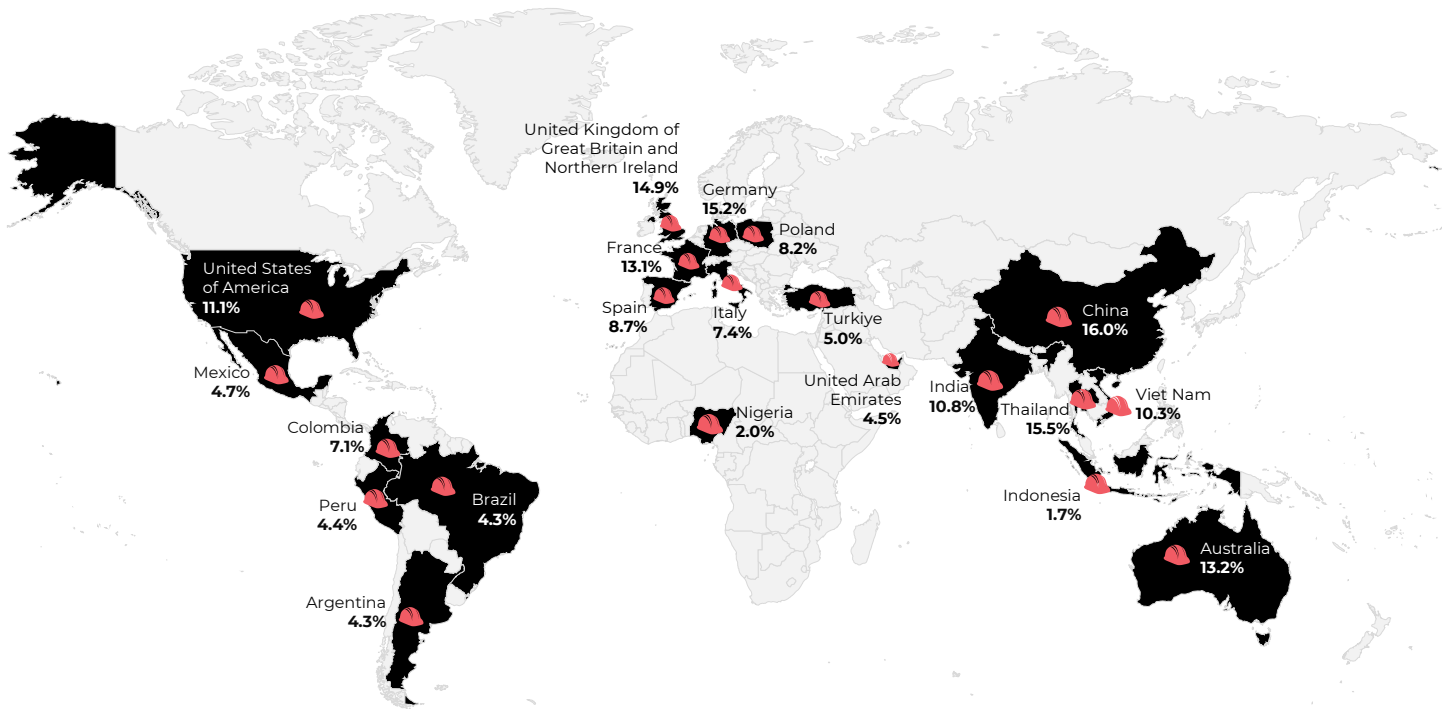 United Kingdom of
Great Britain and
Northern Ireland
14.9%
Germany
15.2%
Poland
8.2%
France
13.1%
Spain
8.7%
Italy
7.4%
Turkiye
5.0%
United States
of America
11.1%
Mexico
4.7%
China
16.0%
United Arab
Emirates
4.5%
India
10.8%
Thailand
15.5%
Viet Nam
10.3%
Nigeria
2.0%
Colombia
7.1%
Peru
4.4%
Brazil
4.3%
Indonesia
1.7%
Australia
13.2%
Argentina
4.3%